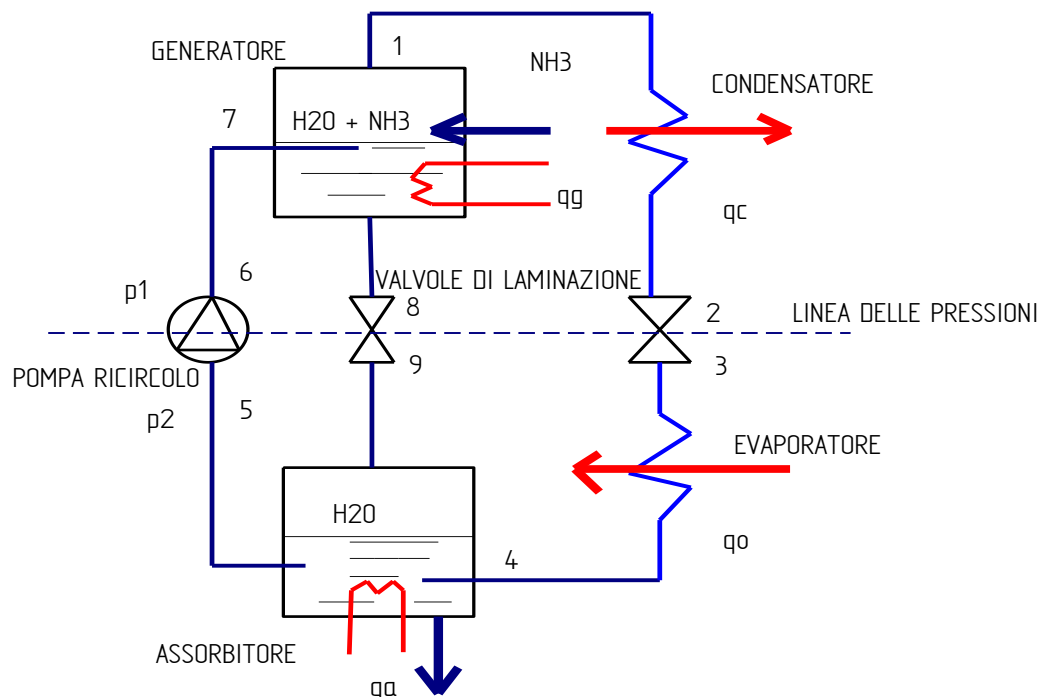 1
GENERATORE
NH3
CONDENSATORE
7
H2O + NH3
qg
qc
6
p1
VALVOLE DI LAMINAZIONE
8
2
LINEA DELLE PRESSIONI
9
3
POMPA RICIRCOLO
p2
5
EVAPORATORE
H2O
4
qo
ASSORBITORE
qa